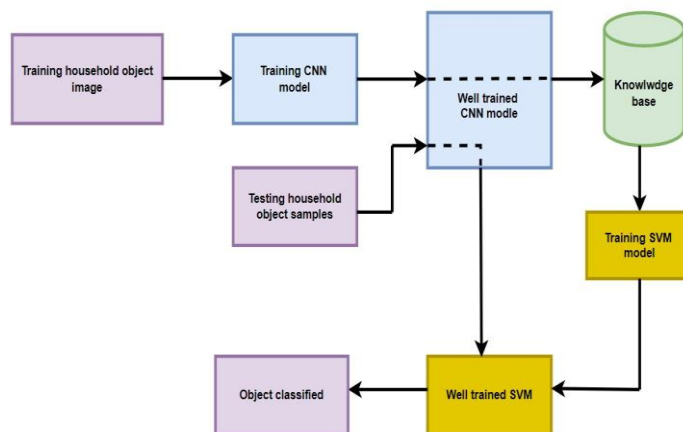 Training household object
image
Training CNN
model
Well trained
CNN modle
Knowlwdge
base
Testing household
object samples
Training SVM
model
Object classified
Well trained SVM